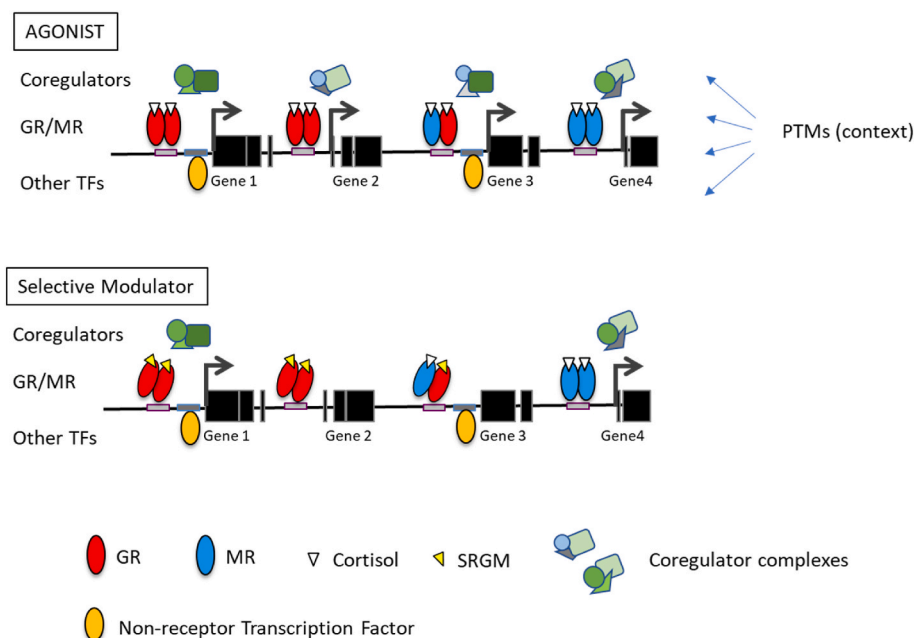 AGONIST
Coregulators
GR/MR
PTMs (context)
Other TFs
Gene 1
Gene 2
Gene 3
Gene4
Selective Modulator
Coregulators
GR/MR
Other TFs
Gene 1
Gene 2
Gene 3
Gene4
GR
MR
Cortisol
SRGM
Coregulator complexes
Non-receptor Transcription Factor